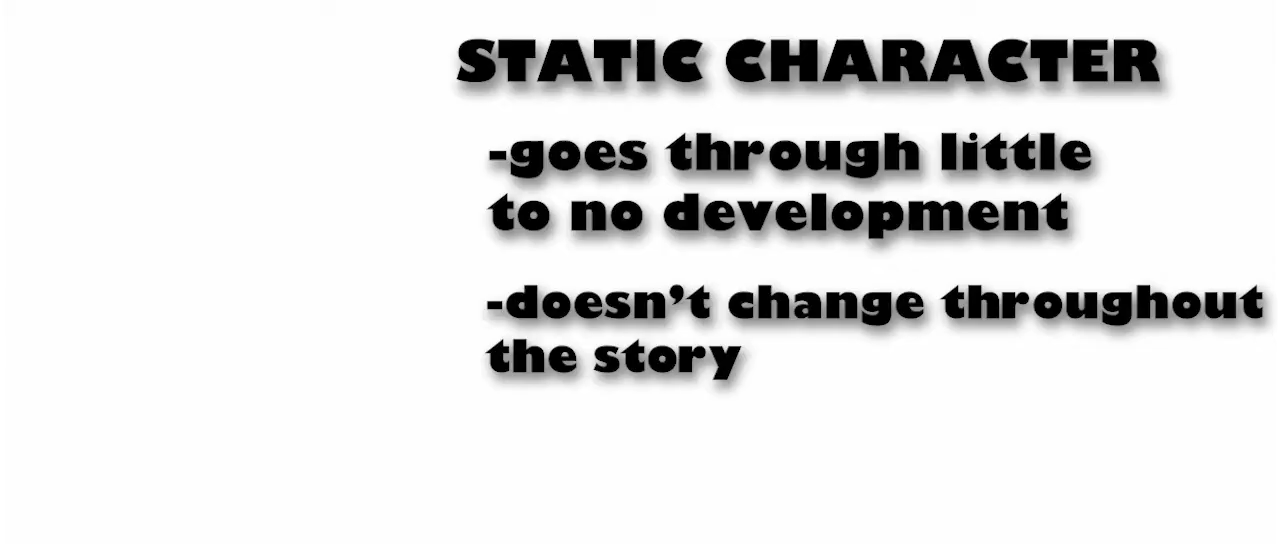 STATIC CHARACTER
-goes through little
to no development
-doesn’t change throughout
the story